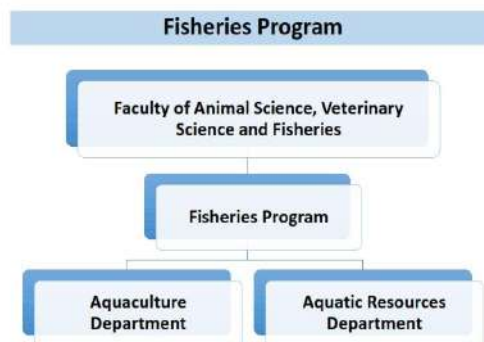 Fisheries Program
Faculty of Animal Science, Veterinary
Science and Fisheries
Fisheries Program
Aquaculture
Department
Aquatic Resources
Department